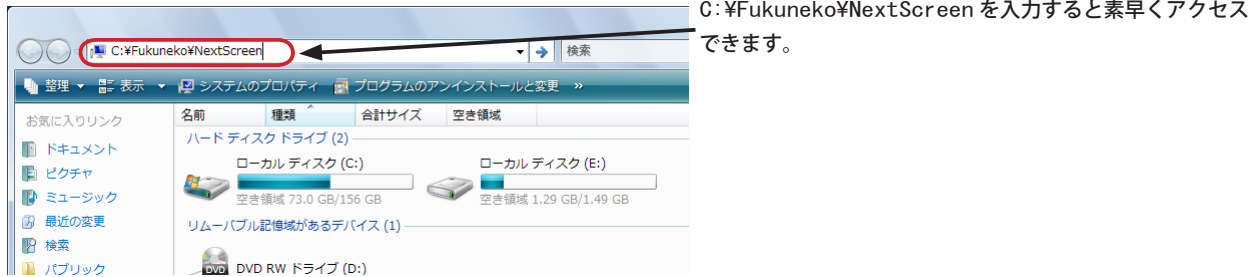 C:¥Fukuneko¥NextScreen を入力すると素早くアクセス
できます。
C:¥Fukuneko¥NextScreen
検索
整理 ▼ 表示 ▼ システムのプロパティ プログラムのアンインストールと変更 »
お気に入りリンク
ドキュメント
ピクチャ
ミュージック
最近の変更
検索
パブリック
名前 種類 合計サイズ 空き領域
ハード ディスク ドライブ (2)
ローカル ディスク (C:)
空き領域 73.0 GB/156 GB
ローカル ディスク (E:)
空き領域 1.29 GB/1.49 GB
リムーバブル記憶域があるデバイス (1)
DVD
DVD RW ドライブ (D:)